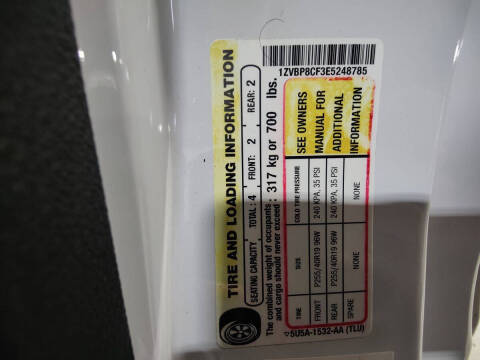 TIRE AND LOADING INFORMATION
SEATING CAPACITY TOTAL: 4 FRONT: 2 REAR: 2
The combined weight of occupants and cargo should never exceed: 317 kg or 700 lbs.
TIRE SIZE COLD TIRE PRESSURE
FRONT P255/40R19 96W 240 KPA, 35 PSI
REAR P255/40R19 96W 240 KPA, 35 PSI
SPARE NONE NONE
SEE OWNERS
MANUAL FOR
ADDITIONAL
INFORMATION
5U5A-1532-AA (TLU)
1ZVBP8CF3E5248785